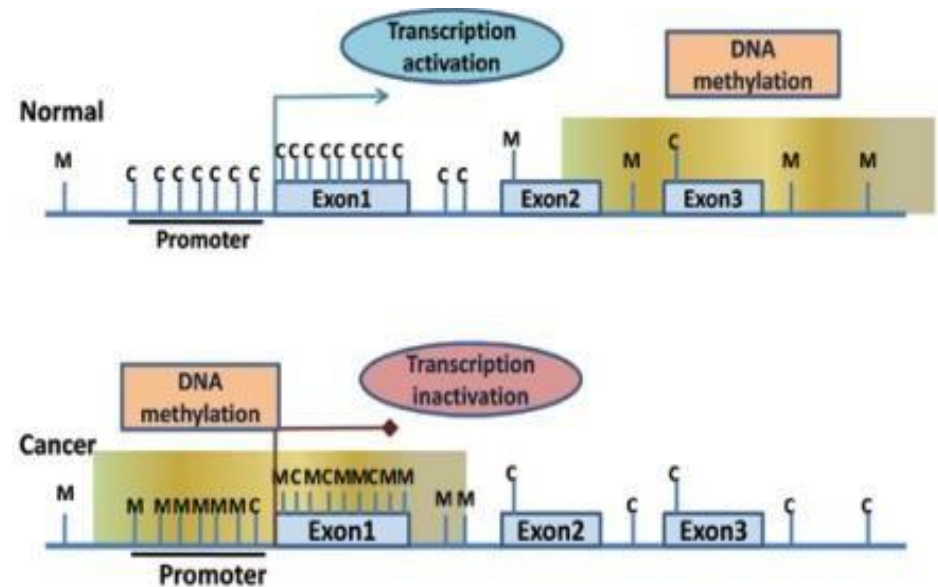 Transcription
activation
DNA
methylation
Normal
M
C C C C C C C
C C C C C C C C C
C C
M
M
C
M
M
Exon1
Exon2
Exon3
Promoter
DNA
methylation
Transcription
inactivation
Cancer
M
M M M M M M C
M C M C M M C M M
M M
C
C
C
C
C
Exon1
Exon2
Exon3
Promoter